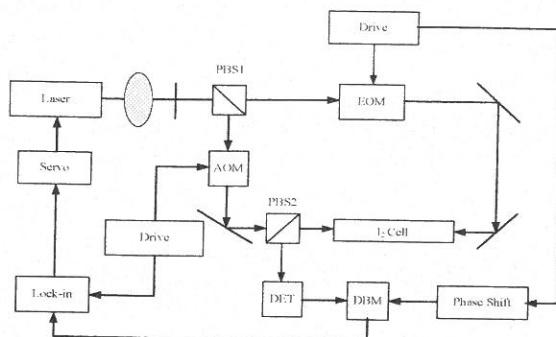 Drive
PBS1
Laser
EOM
Servo
AOM
PBS2
Drive
I₂ Cell
Lock-in
DET
DBM
Phase Shift